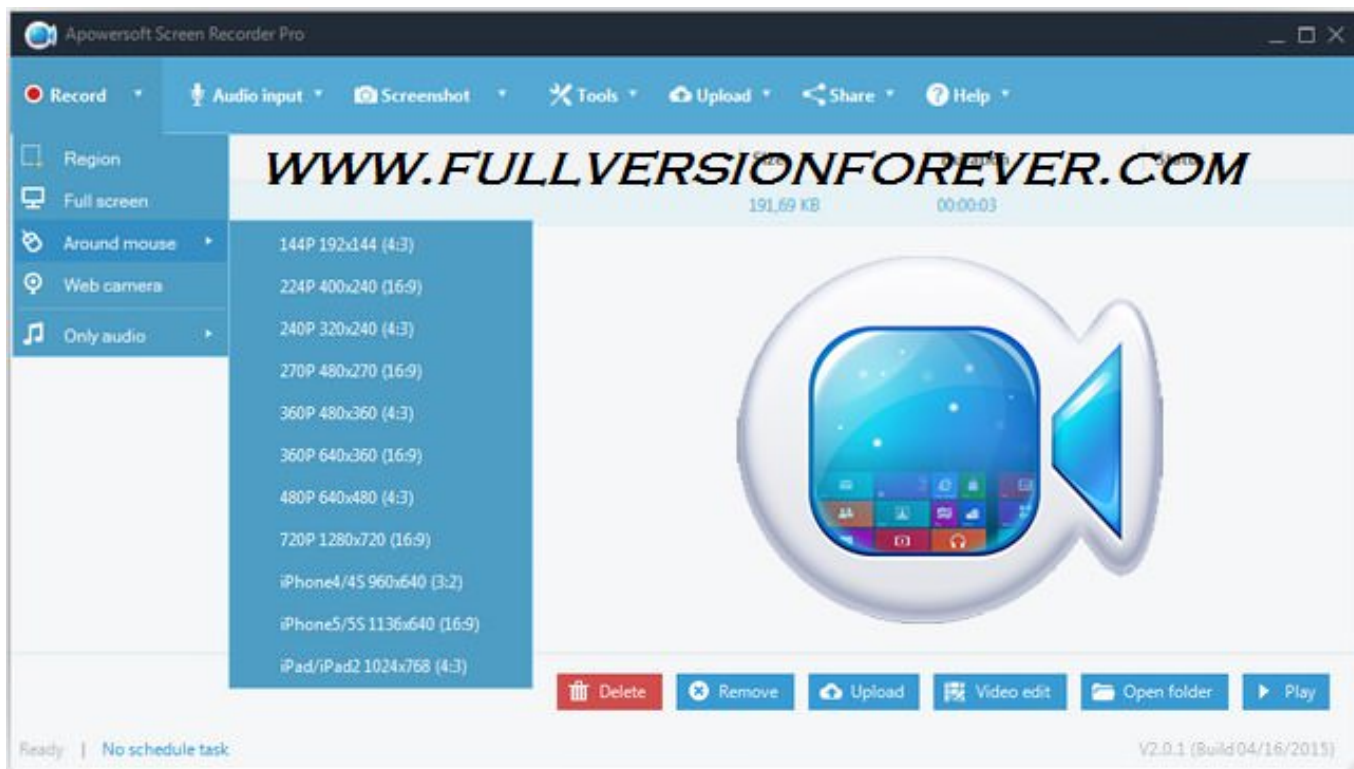 Apowersoft Screen Recorder Pro
Record Audio input Screenshot Tools Upload Share Help
WWW.FULLVERSIONFOREVER.COM
Region
Full screen
191,69 KB 00:00:03
Around mouse
Web camera
Only audio
144P 192x144 (4:3)
224P 400x240 (16:9)
240P 320x240 (4:3)
270P 480x270 (16:9)
360P 480x360 (4:3)
360P 640x360 (16:9)
480P 640x480 (4:3)
720P 1280x720 (16:9)
iPhone4/4S 960x640 (3:2)
iPhone5/5S 1136x640 (16:9)
iPad/iPad2 1024x768 (4:3)
Delete Remove Upload Video edit Open folder Play
Ready | No schedule task V2.0.1 (Build 04/16/2015)